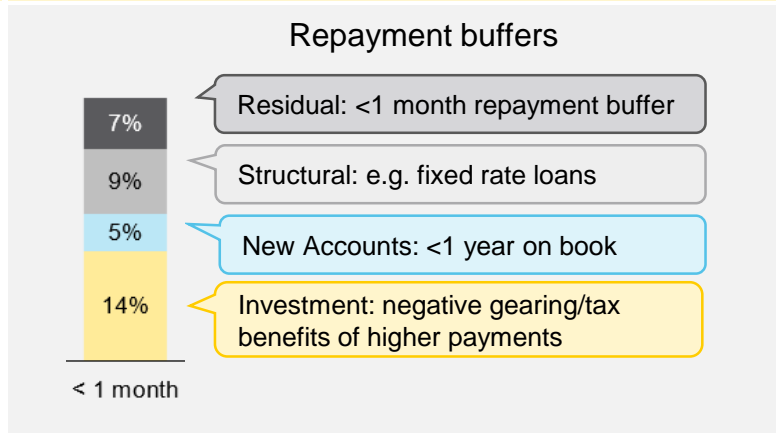 Repayment buffers
7%
Residual: <1 month repayment buffer
9%
Structural: e.g. fixed rate loans
5%
New Accounts: <1 year on book
14%
Investment: negative gearing/tax
benefits of higher payments
< 1 month